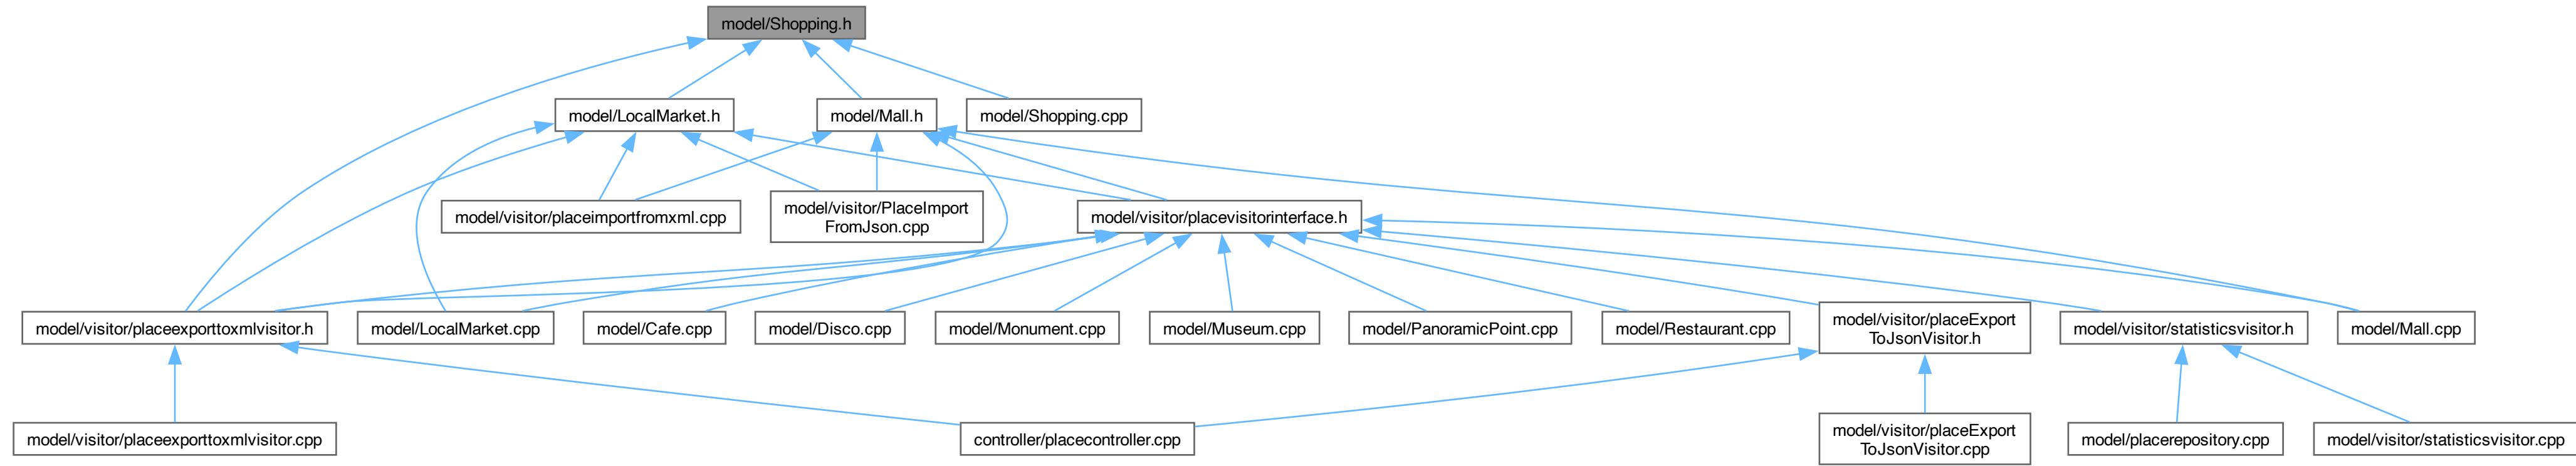 model/Shopping.h
model/LocalMarket.h
model/Mall.h
model/Shopping.cpp
model/visitor/placeimportfromxml.cpp
model/visitor/PlaceImport
FromJson.cpp
model/visitor/placevisitorinterface.h
model/visitor/placeexporttoxmlvisitor.h
model/LocalMarket.cpp
model/Cafe.cpp
model/Disco.cpp
model/Monument.cpp
model/Museum.cpp
model/PanoramicPoint.cpp
model/Restaurant.cpp
model/visitor/placeExport
ToJsonVisitor.h
model/visitor/statisticsvisitor.h
model/Mall.cpp
model/visitor/placeexporttoxmlvisitor.cpp
controller/placecontroller.cpp
model/visitor/placeExport
ToJsonVisitor.cpp
model/placerepository.cpp
model/visitor/statisticsvisitor.cpp